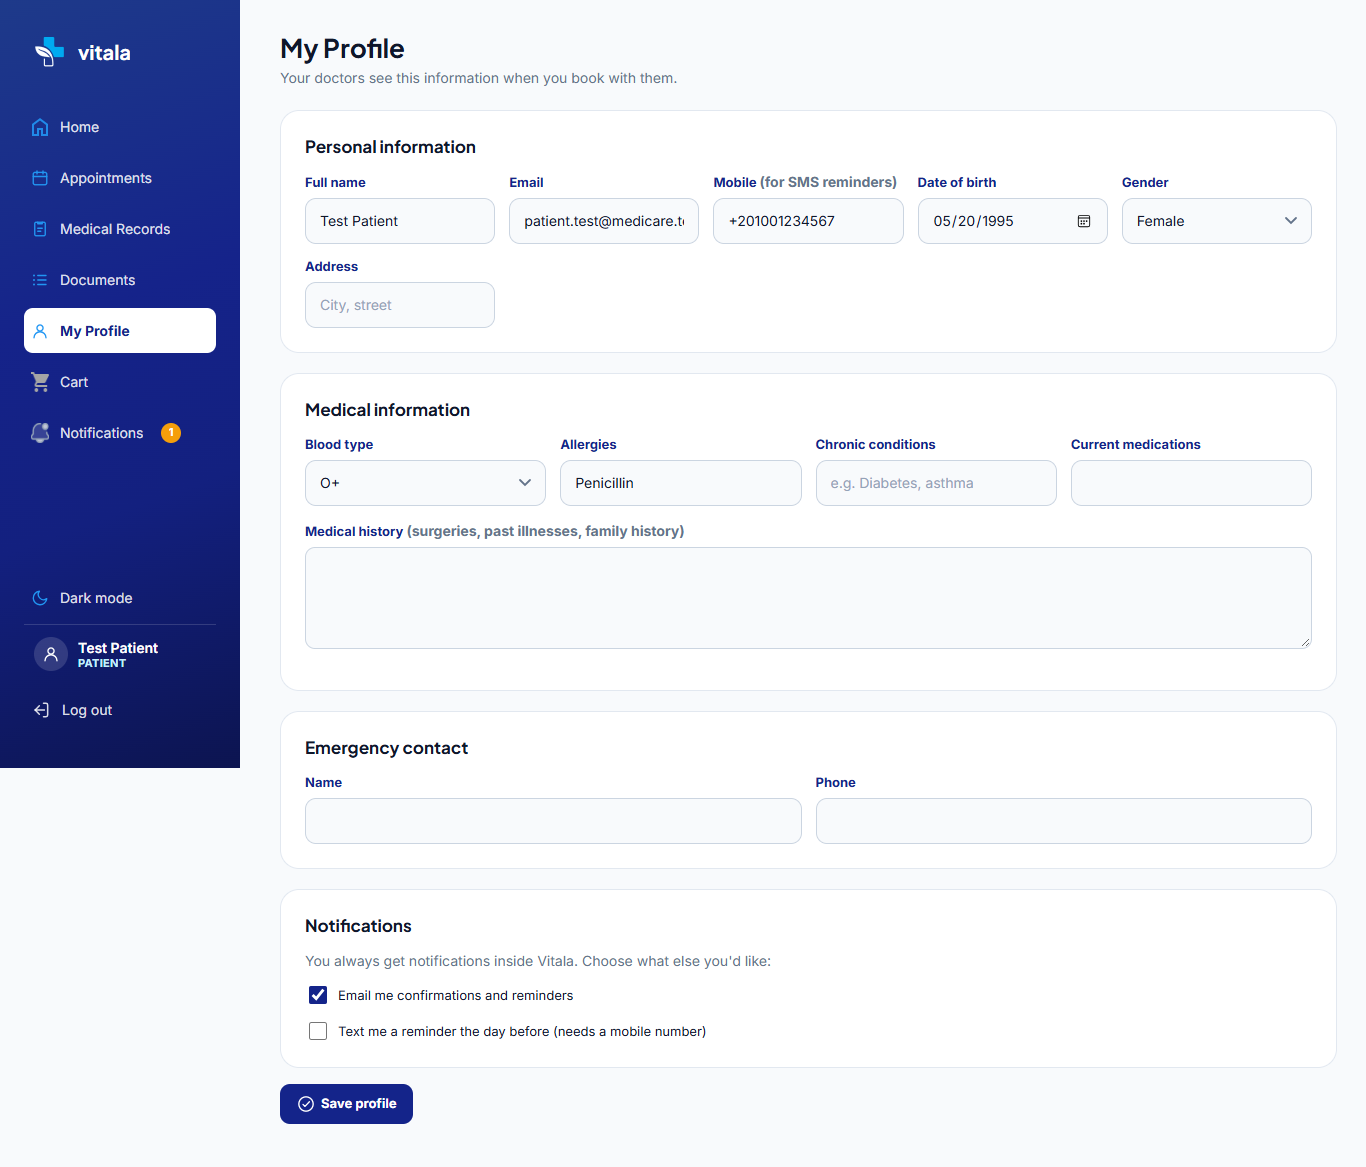 vitala
Home
Appointments
Medical Records
Documents
My Profile
Cart
Notifications 1
Dark mode
Test Patient
PATIENT
Log out
My Profile
Your doctors see this information when you book with them.
Personal information
Full name Email Mobile (for SMS reminders) Date of birth Gender
Test Patient patient.test@medicare.t +201001234567 05/20/1995 Female
Address
City, street
Medical information
Blood type Allergies Chronic conditions Current medications
O+ Penicillin e.g. Diabetes, asthma
Medical history (surgeries, past illnesses, family history)
Emergency contact
Name Phone
Notifications
You always get notifications inside Vitala. Choose what else you'd like:
Email me confirmations and reminders
Text me a reminder the day before (needs a mobile number)
Save profile